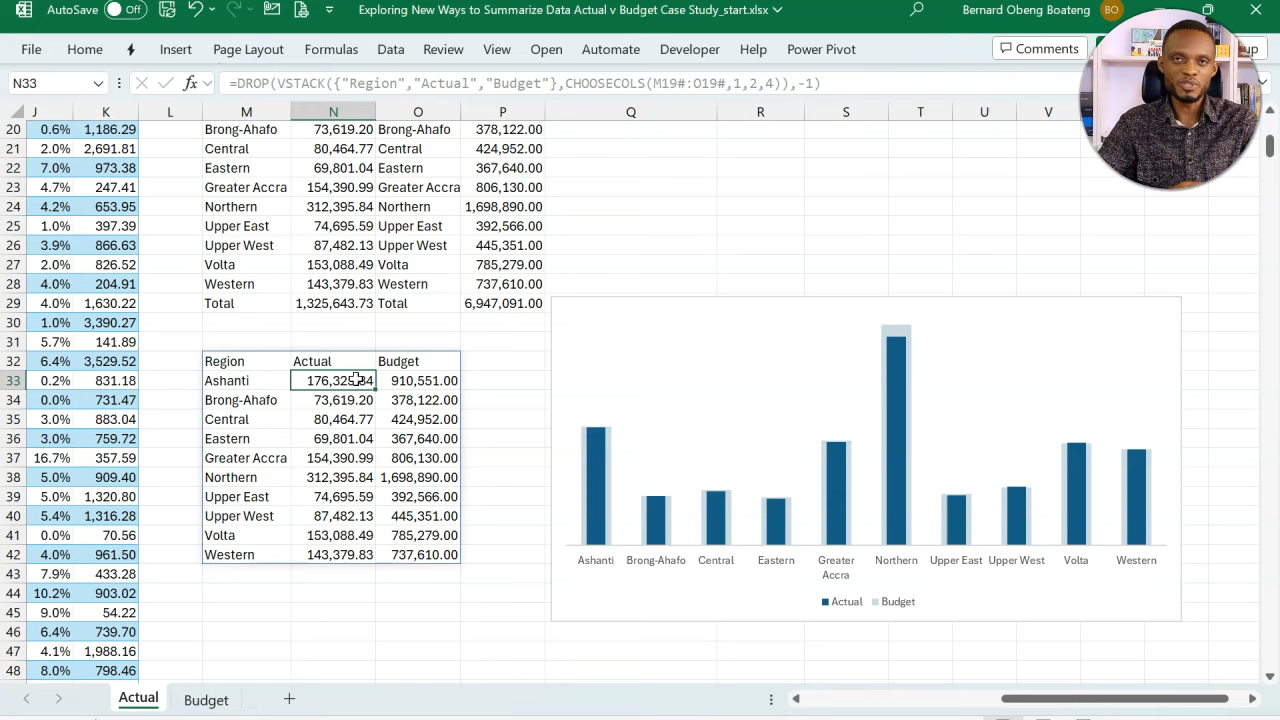 AutoSave Off Exploring New Ways to Summarize Data Actual v Budget Case Study_start.xlsx Bernard Obeng Boateng BO
File Home Insert Page Layout Formulas Data Review View Open Automate Developer Help Power Pivot Comments
N33 fx =DROP(VSTACK({"Region","Actual","Budget"},CHOOSECOLS(M19#:O19#,1,2,4)),-1)
J K L M N O P Q R S T U V
20 0.6% 1,186.29 Brong-Ahafo 73,619.20 Brong-Ahafo 378,122.00
21 2.0% 2,691.81 Central 80,464.77 Central 424,952.00
22 7.0% 973.38 Eastern 69,801.04 Eastern 367,640.00
23 4.7% 247.41 Greater Accra 154,390.99 Greater Accra 806,130.00
24 4.2% 653.95 Northern 312,395.84 Northern 1,698,890.00
25 1.0% 397.39 Upper East 74,695.59 Upper East 392,566.00
26 3.9% 866.63 Upper West 87,482.13 Upper West 445,351.00
27 2.0% 826.52 Volta 153,088.49 Volta 785,279.00
28 4.0% 204.91 Western 143,379.83 Western 737,610.00
29 4.0% 1,630.22 Total 1,325,643.73 Total 6,947,091.00
30 1.0% 3,390.27
31 5.7% 141.89
32 6.4% 3,529.52 Region Actual Budget
33 0.2% 831.18 Ashanti 910,551.00
34 0.0% 731.47 Brong-Ahafo 73,619.20 378,122.00
35 3.0% 883.04 Central 80,464.77 424,952.00
36 3.0% 759.72 Eastern 69,801.04 367,640.00
37 16.7% 357.59 Greater Accra 154,390.99 806,130.00
38 5.0% 909.40 Northern 312,395.84 1,698,890.00
39 5.0% 1,320.80 Upper East 74,695.59 392,566.00
40 5.4% 1,316.28 Upper West 87,482.13 445,351.00
41 0.0% 70.56 Volta 153,088.49 785,279.00
42 4.0% 961.50 Western 143,379.83 737,610.00
43 7.9% 433.28
44 10.2% 903.02
45 9.0% 54.22
46 6.4% 739.70
47 4.1% 1,988.16
48 8.0% 798.46
Ashanti Brong-Ahafo Central Eastern Greater Northern Upper East Upper West Volta Western
Accra
Actual Budget
Actual Budget